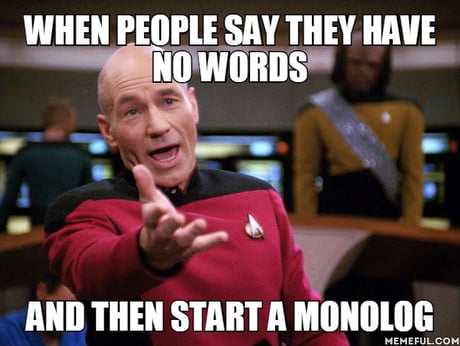 WHEN PEOPLE SAY THEY HAVE
NO WORDS
AND THEN START A MONOLOG
MEMEFUL.COM